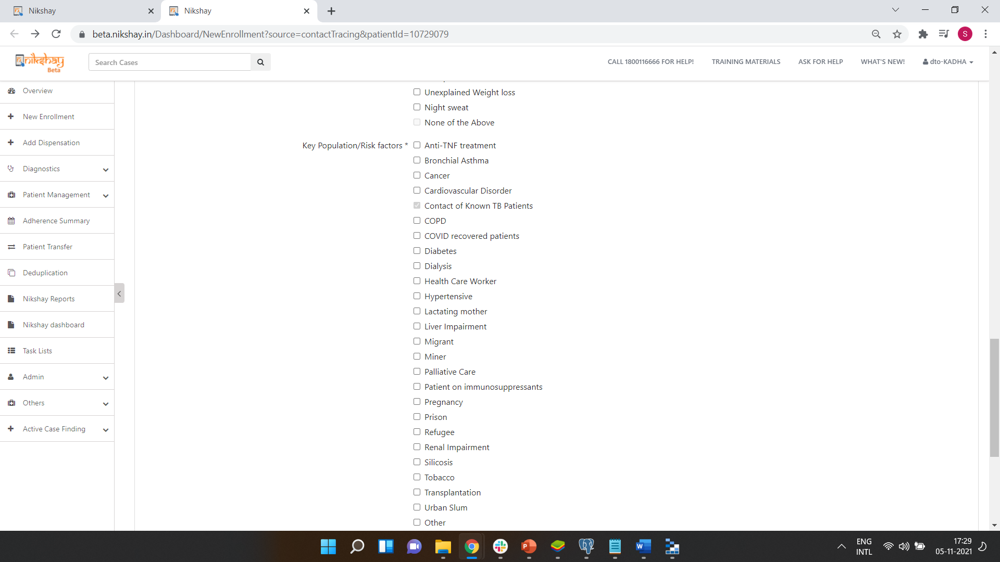 Nikshay
Nikshay
beta.nikshay.in/Dashboard/NewEnrollment?source=contactTracing&patientId=10729079
S
nikshay
Beta
Search Cases
CALL 1800116666 FOR HELP!
TRAINING MATERIALS
ASK FOR HELP
WHAT'S NEW!
dto-KADHA
Overview
New Enrollment
Add Dispensation
Diagnostics
Patient Management
Adherence Summary
Patient Transfer
Deduplication
Nikshay Reports
Nikshay dashboard
Task Lists
Admin
Others
Active Case Finding
Unexplained Weight loss
Night sweat
None of the Above
Key Population/Risk factors *
Anti-TNF treatment
Bronchial Asthma
Cancer
Cardiovascular Disorder
Contact of Known TB Patients
COPD
COVID recovered patients
Diabetes
Dialysis
Health Care Worker
Hypertensive
Lactating mother
Liver Impairment
Migrant
Miner
Palliative Care
Patient on immunosuppressants
Pregnancy
Prison
Refugee
Renal Impairment
Silicosis
Tobacco
Transplantation
Urban Slum
Other
ENG
INTL
17:29
05-11-2021